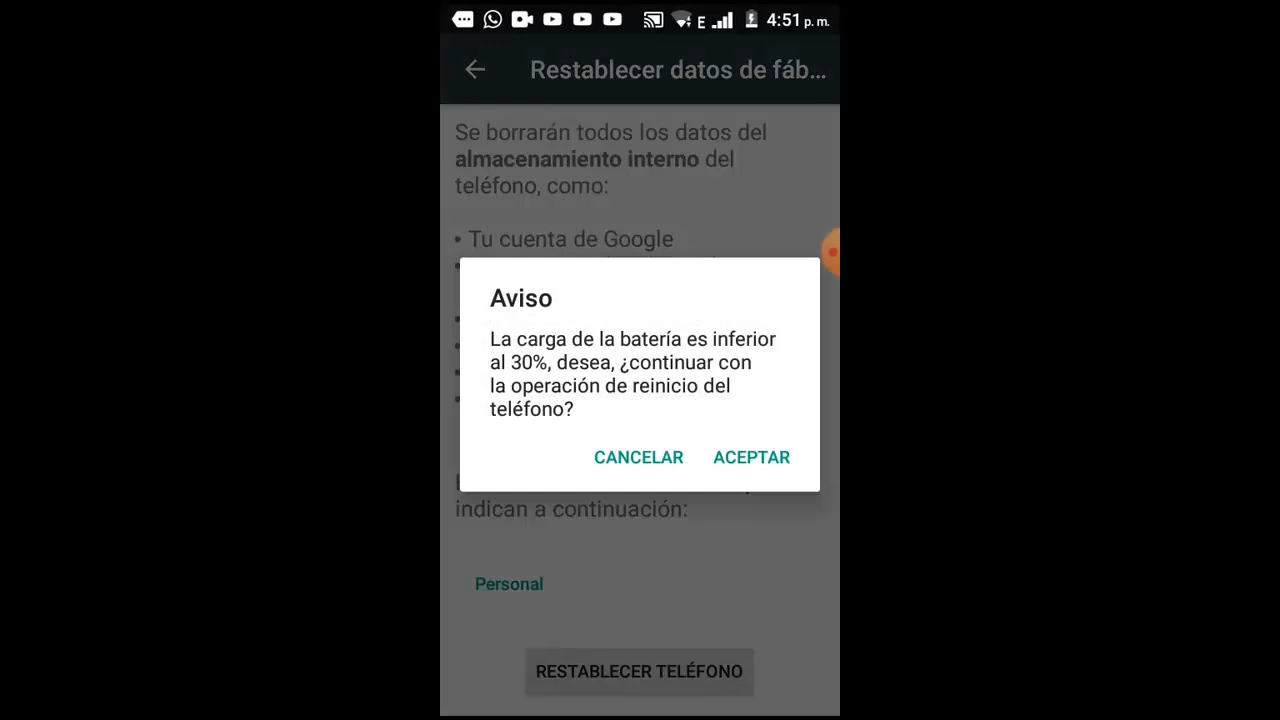 E 4:51 p. m.
Restablecer datos de fáb...
Se borrarán todos los datos del
almacenamiento interno del
teléfono, como:
• Tu cuenta de Google
Aviso
La carga de la batería es inferior
al 30%, desea, ¿continuar con
la operación de reinicio del
teléfono?
CANCELAR ACEPTAR
indican a continuación:
Personal
RESTABLECER TELÉFONO